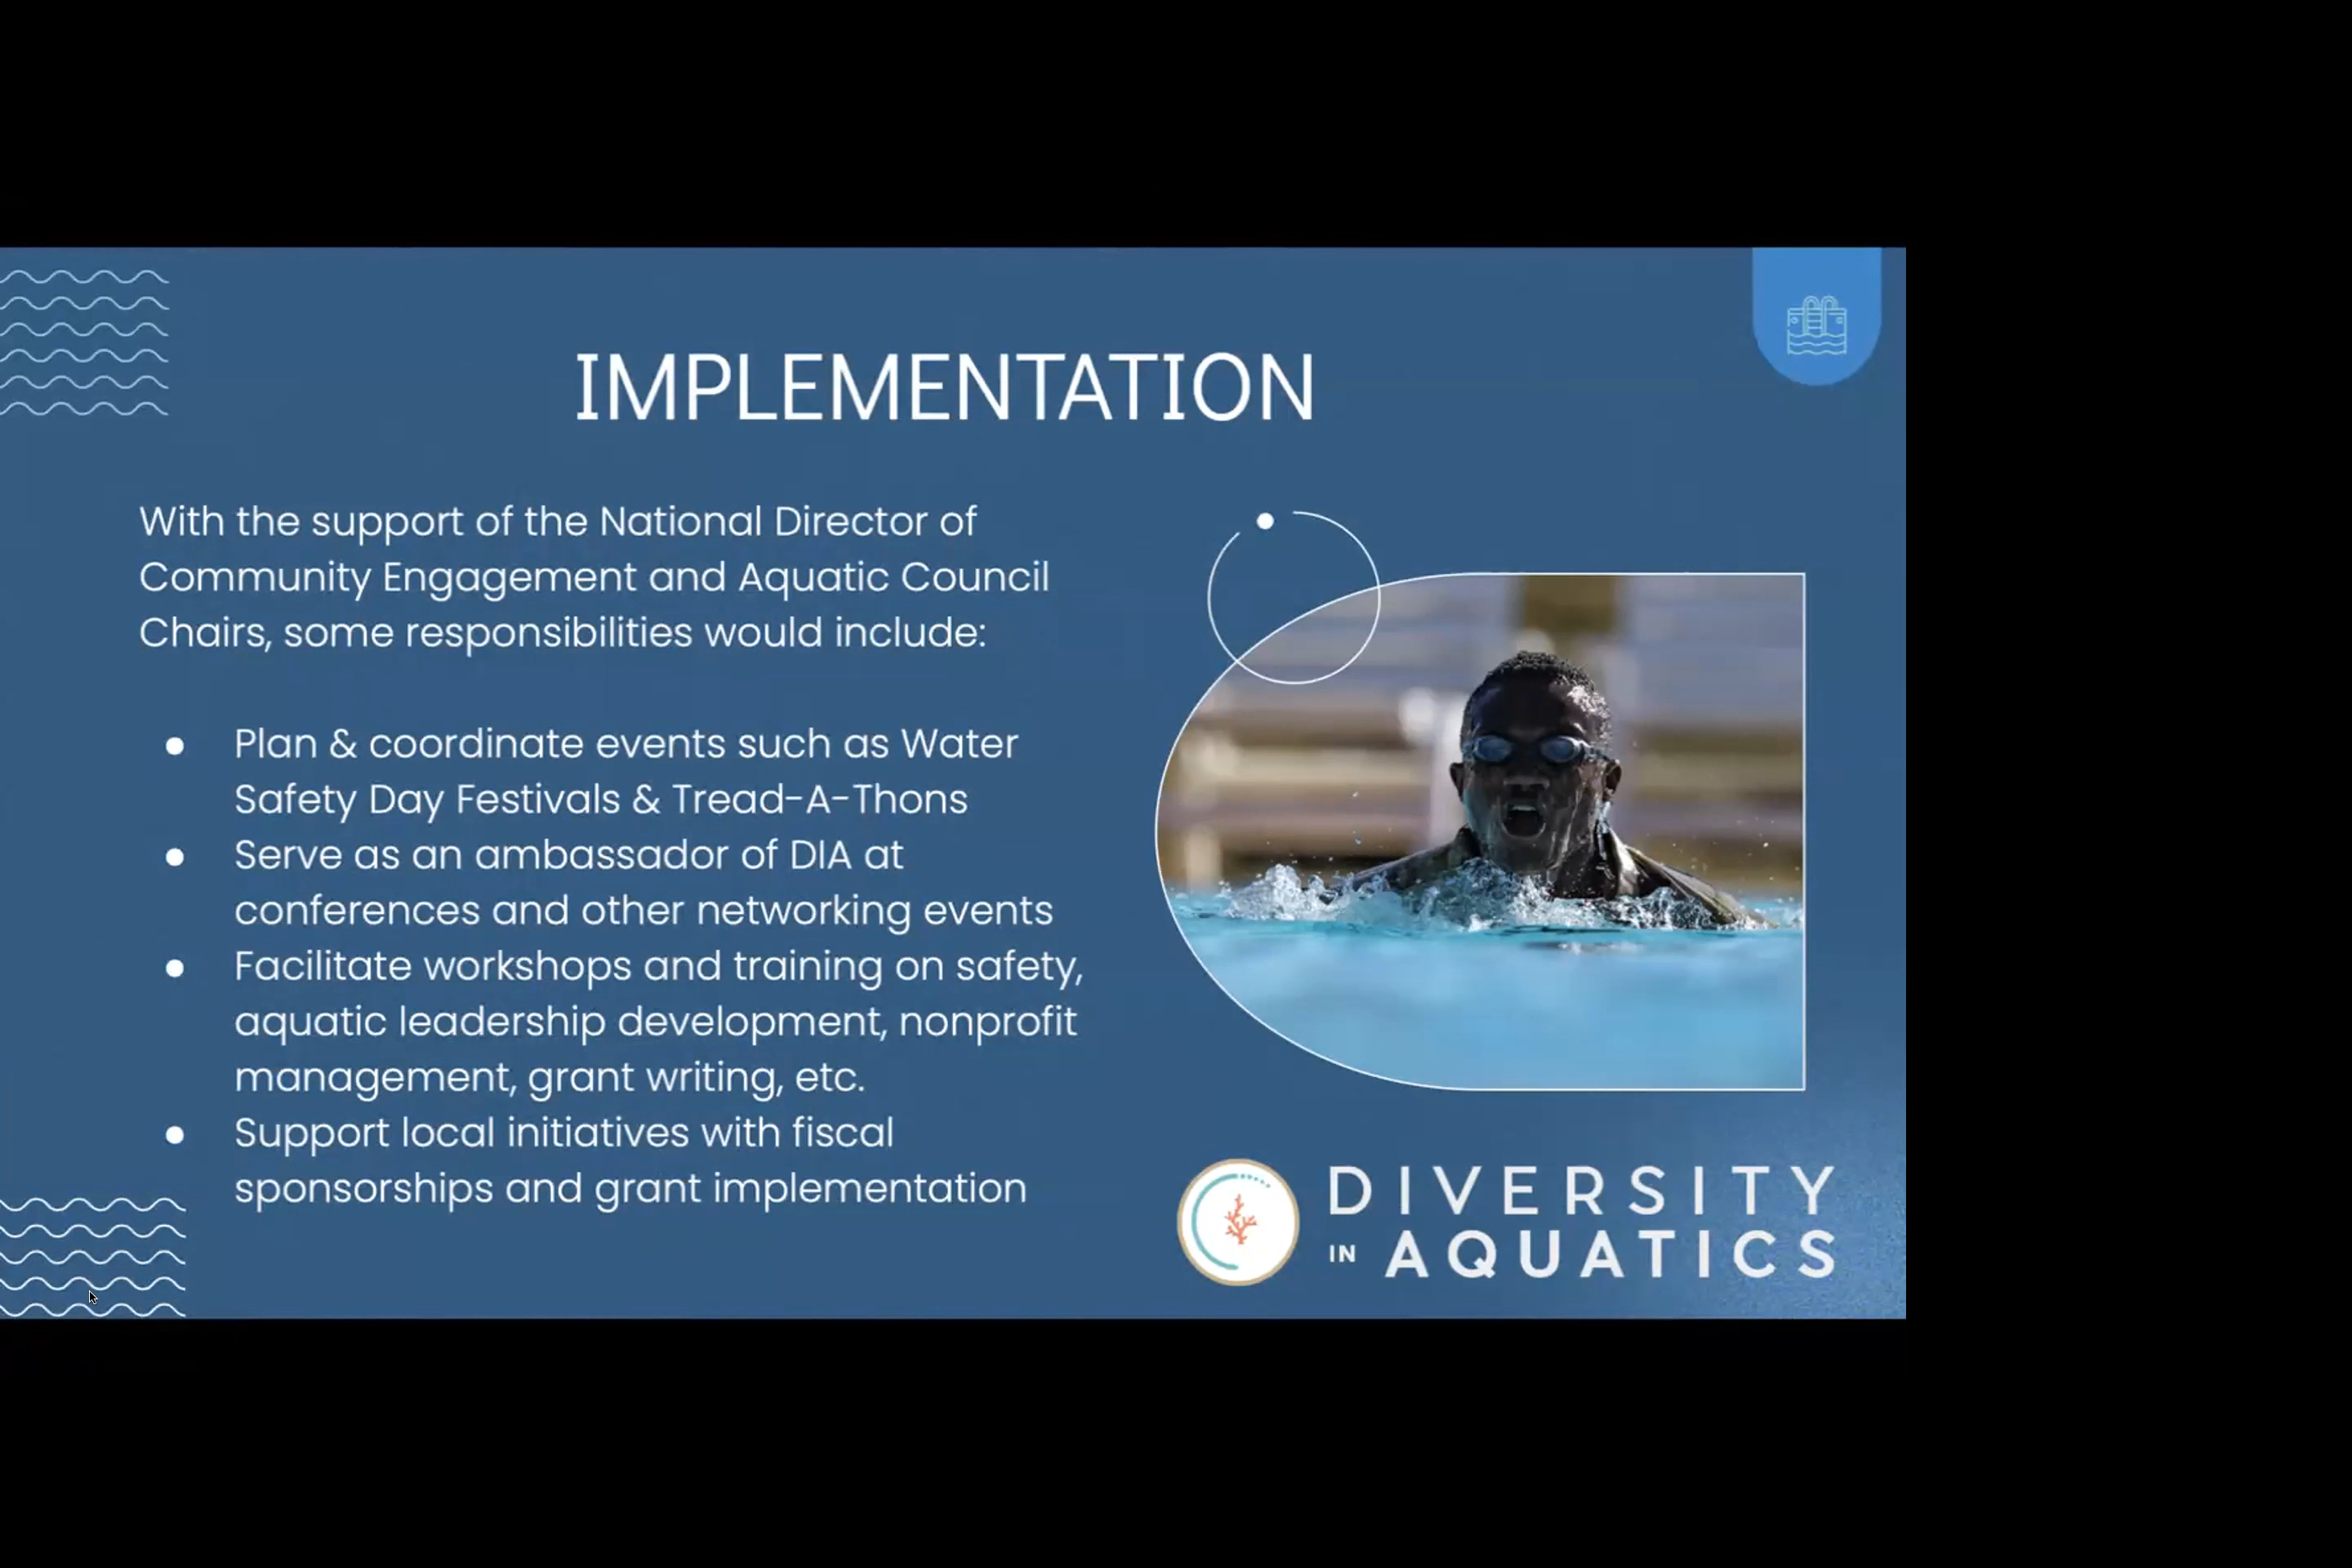 IMPLEMENTATION
With the support of the National Director of
Community Engagement and Aquatic Council
Chairs, some responsibilities would include:
● Plan & coordinate events such as Water
Safety Day Festivals & Tread-A-Thons
● Serve as an ambassador of DIA at
conferences and other networking events
● Facilitate workshops and training on safety,
aquatic leadership development, nonprofit
management, grant writing, etc.
● Support local initiatives with fiscal
sponsorships and grant implementation
DIVERSITY
IN AQUATICS